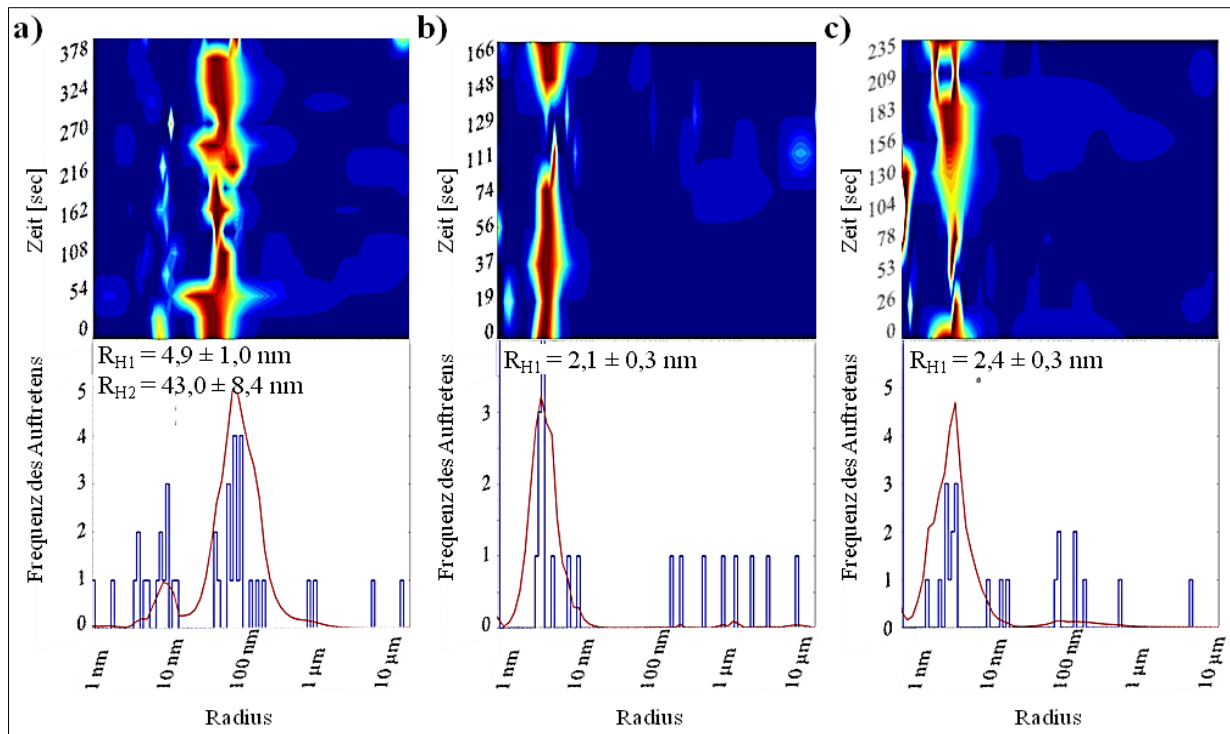 a)
Zeit [sec]
378
324
270
216
162
108
54
0
R_H1 = 4,9 ± 1,0 nm
R_H2 = 43,0 ± 8,4 nm
Frequenz des Auftretens
5
4
3
2
1
0
1 nm
10 nm
100 nm
1 µm
10 µm
Radius
b)
Zeit [sec]
166
148
129
111
74
56
37
19
0
R_H1 = 2,1 ± 0,3 nm
Frequenz des Auftretens
3
2
1
0
1 nm
10 nm
100 nm
1 µm
10 µm
Radius
c)
Zeit [sec]
235
209
183
156
130
104
78
53
26
0
R_H1 = 2,4 ± 0,3 nm
Frequenz des Auftretens
5
4
3
2
1
0
1 nm
10 nm
100 nm
1 µm
10 µm
Radius